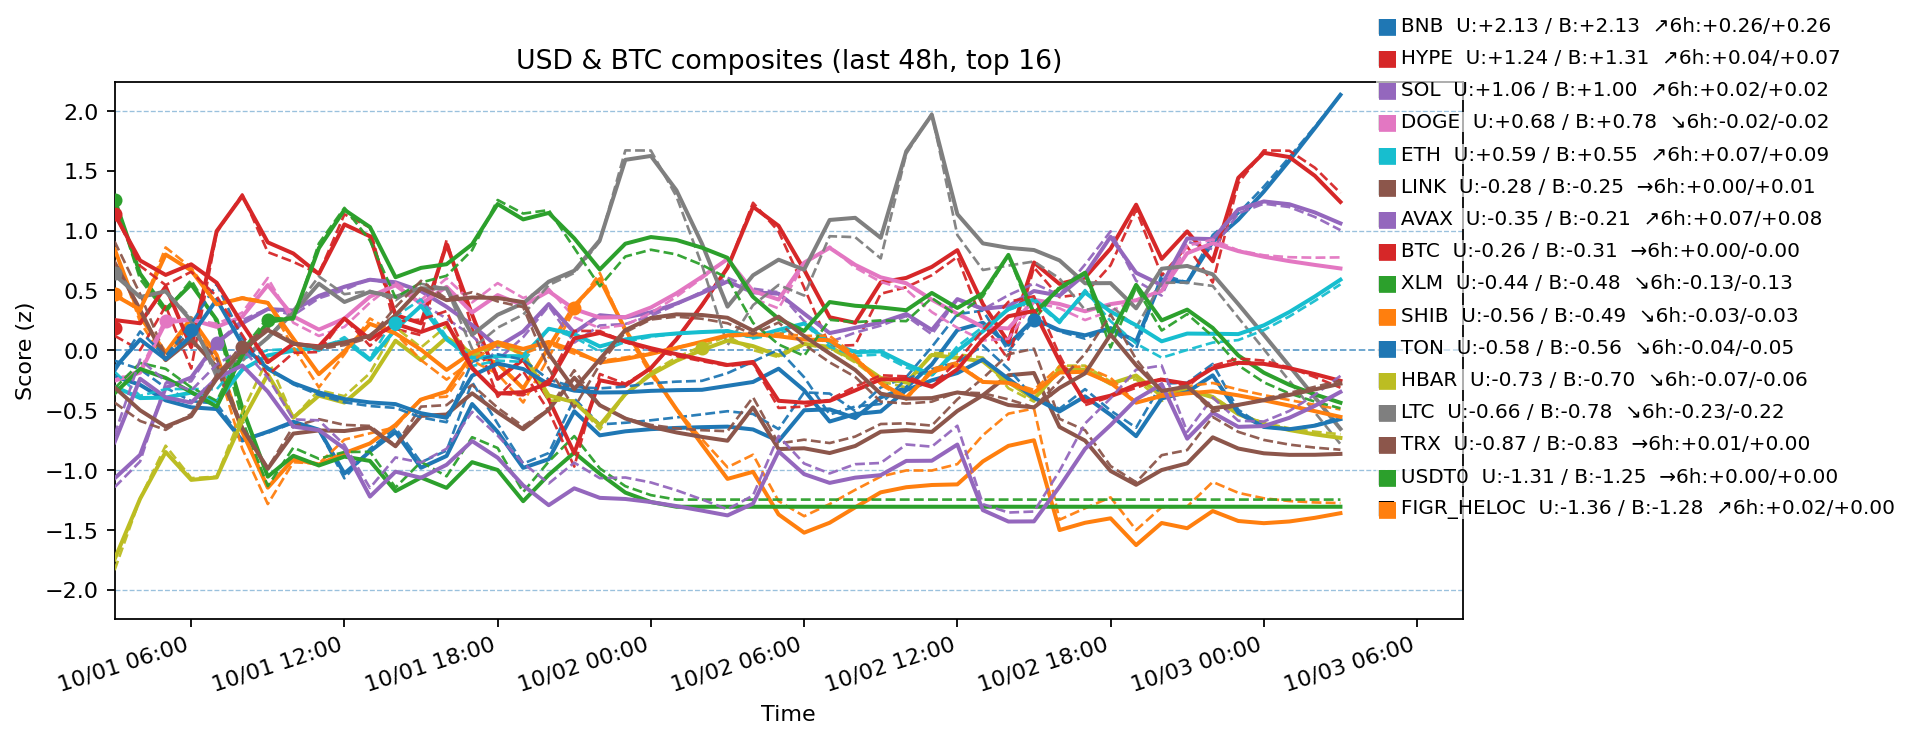 USD & BTC composites (last 48h, top 16)
BNB  U:+2.13 / B:+2.13  ↗6h:+0.26/+0.26
HYPE  U:+1.24 / B:+1.31  ↗6h:+0.04/+0.07
SOL  U:+1.06 / B:+1.00  ↗6h:+0.02/+0.02
DOGE  U:+0.68 / B:+0.78  ↘6h:-0.02/-0.02
ETH  U:+0.59 / B:+0.55  ↗6h:+0.07/+0.09
LINK  U:-0.28 / B:-0.25  →6h:+0.00/+0.01
AVAX  U:-0.35 / B:-0.21  ↗6h:+0.07/+0.08
BTC  U:-0.26 / B:-0.31  →6h:+0.00/-0.00
XLM  U:-0.44 / B:-0.48  ↘6h:-0.13/-0.13
SHIB  U:-0.56 / B:-0.49  ↘6h:-0.03/-0.03
TON  U:-0.58 / B:-0.56  ↘6h:-0.04/-0.05
HBAR  U:-0.73 / B:-0.70  ↘6h:-0.07/-0.06
LTC  U:-0.66 / B:-0.78  ↘6h:-0.23/-0.22
TRX  U:-0.87 / B:-0.83  →6h:+0.01/+0.00
USDT0  U:-1.31 / B:-1.25  →6h:+0.00/+0.00
FIGR_HELOC  U:-1.36 / B:-1.28  ↗6h:+0.02/+0.00
Score (z)
2.0
1.5
1.0
0.5
0.0
−0.5
−1.0
−1.5
−2.0
10/01 06:00
10/01 12:00
10/01 18:00
10/02 00:00
10/02 06:00
10/02 12:00
10/02 18:00
10/03 00:00
10/03 06:00
Time